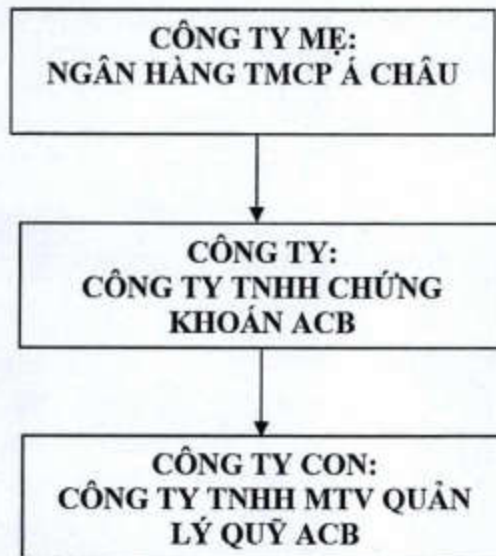 CÔNG TY MẸ:
NGÂN HÀNG TMCP Á CHÂU
CÔNG TY:
CÔNG TY TNHH CHỨNG
KHOÁN ACB
CÔNG TY CON:
CÔNG TY TNHH MTV QUẢN
LÝ QUỸ ACB